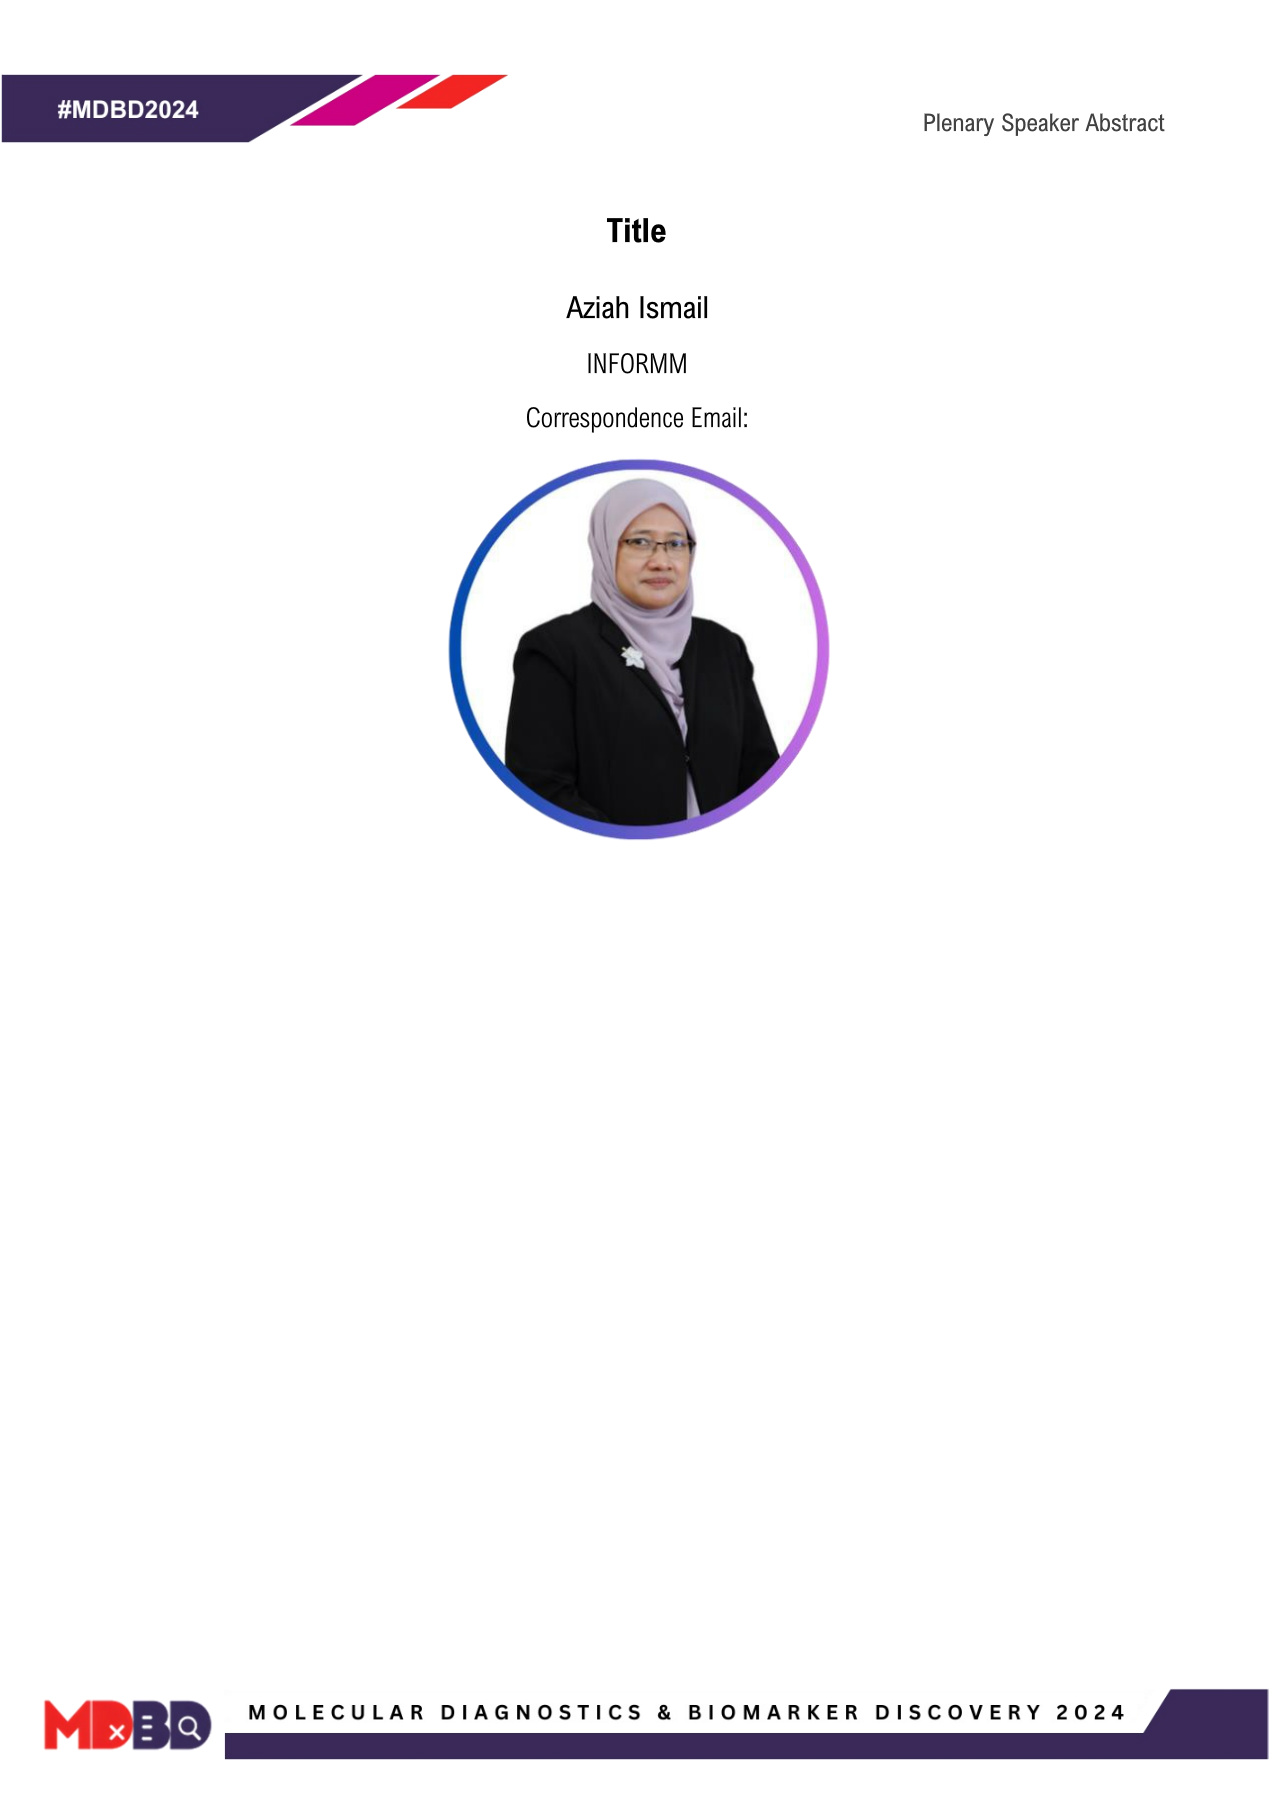 #MDBD2024
Plenary Speaker Abstract
Title
Aziah Ismail
INFORMM
Correspondence Email:
MDBD
MOLECULAR DIAGNOSTICS & BIOMARKER DISCOVERY 2024